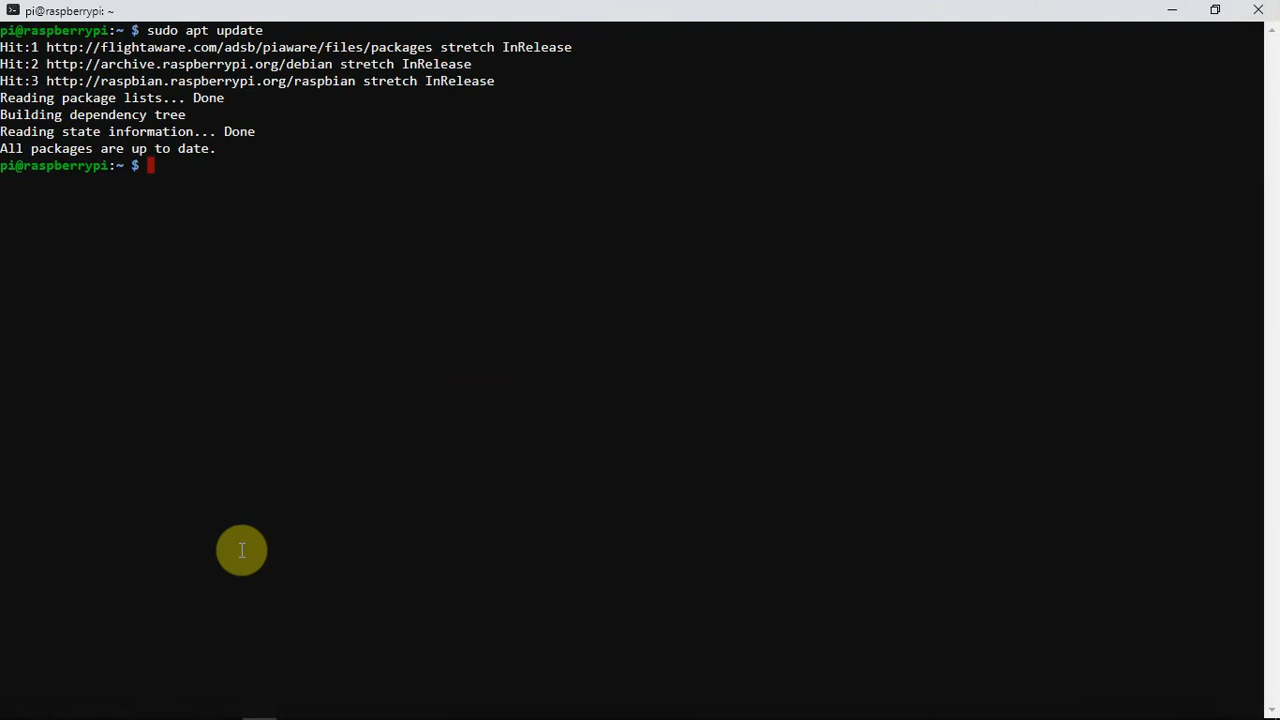 pi@raspberrypi: ~
pi@raspberrypi:~ $ sudo apt update
Hit:1 http://flightaware.com/adsb/piaware/files/packages stretch InRelease
Hit:2 http://archive.raspberrypi.org/debian stretch InRelease
Hit:3 http://raspbian.raspberrypi.org/raspbian stretch InRelease
Reading package lists... Done
Building dependency tree
Reading state information... Done
All packages are up to date.
pi@raspberrypi:~ $